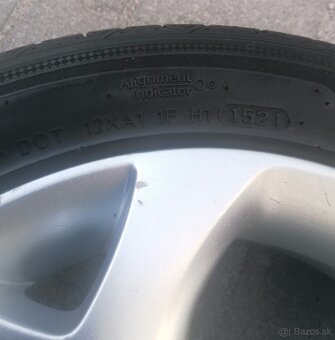 Alignment
Indicator
DOT 12XA1 1F H1 1521
Bazos.sk